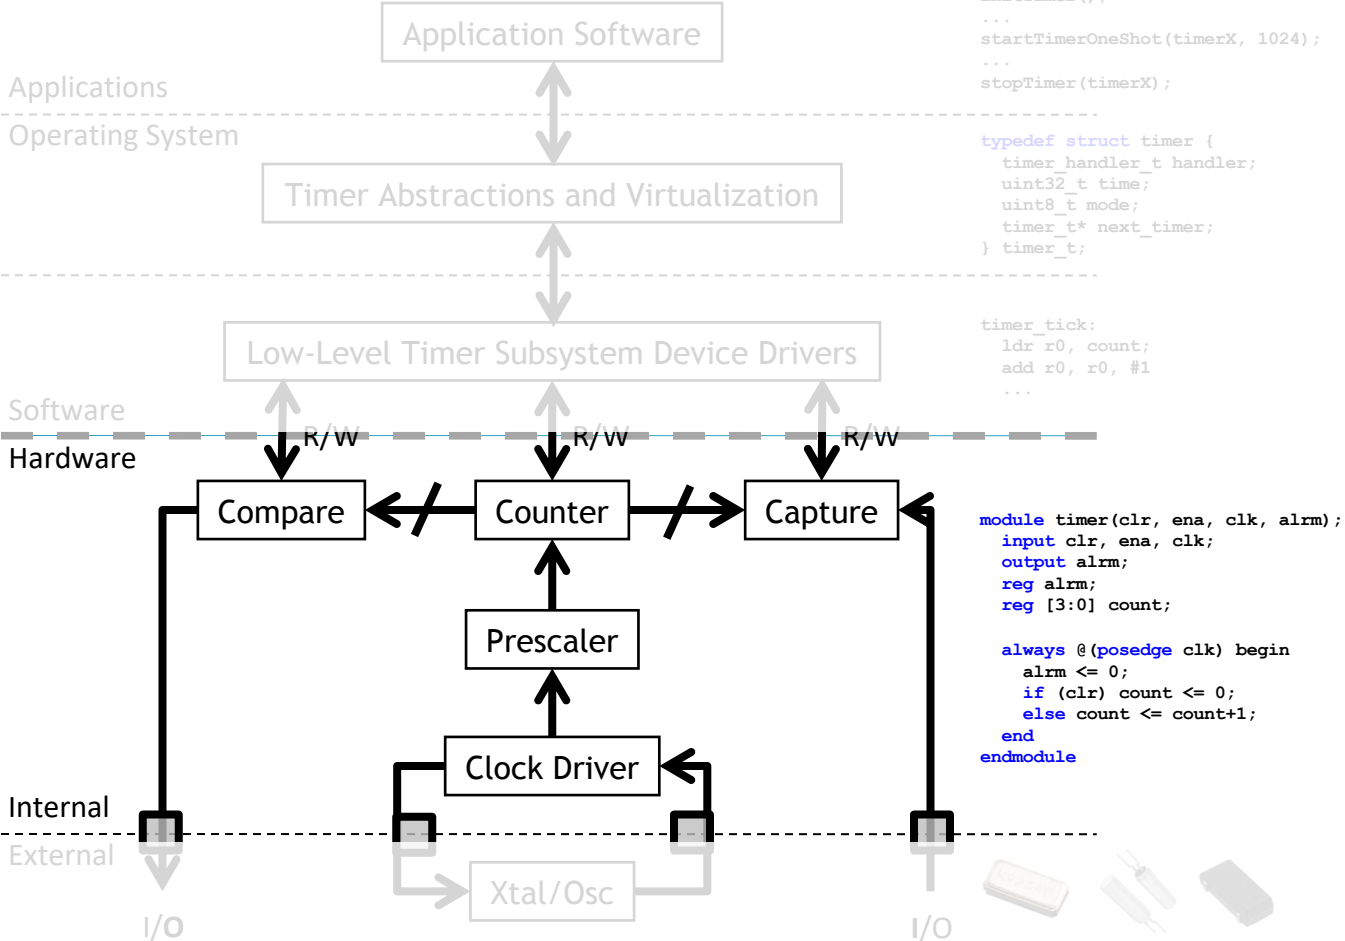 Application Software
Applications
Operating System
Timer Abstractions and Virtualization
Low-Level Timer Subsystem Device Drivers
Software
R/W
R/W
R/W
Hardware
Compare
Counter
Capture
Prescaler
Clock Driver
Internal
External
Xtal/Osc
I/O
I/O
...
startTimerOneShot(timerX, 1024);
...
stopTimer(timerX);
typedef struct timer {
timer_handler_t handler;
uint32_t time;
uint8_t mode;
timer_t* next_timer;
} timer_t;
timer_tick:
ldr r0, count;
add r0, r0, #1
...
module timer(clr, ena, clk, alrm);
input clr, ena, clk;
output alrm;
reg alrm;
reg [3:0] count;
always @(posedge clk) begin
alrm <= 0;
if (clr) count <= 0;
else count <= count+1;
end
endmodule